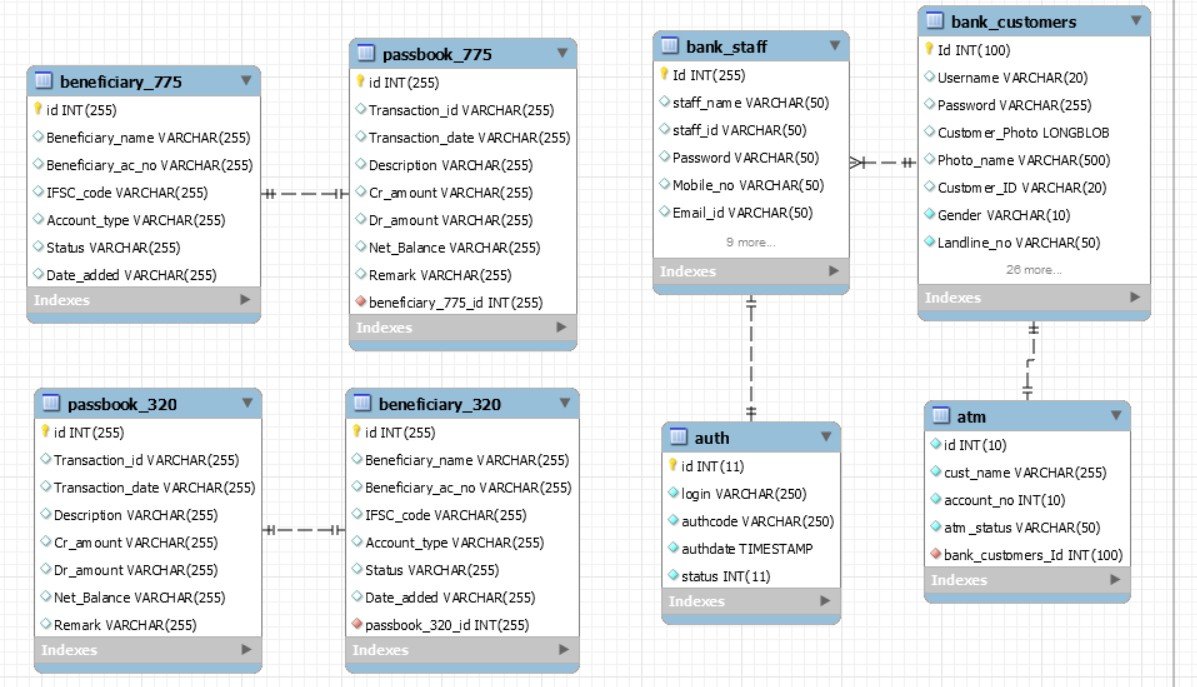 beneficiary_775
id INT(255)
Beneficiary_name VARCHAR(255)
Beneficiary_ac_no VARCHAR(255)
IFSC_code VARCHAR(255)
Account_type VARCHAR(255)
Status VARCHAR(255)
Date_added VARCHAR(255)
Indexes
passbook_775
id INT(255)
Transaction_id VARCHAR(255)
Transaction_date VARCHAR(255)
Description VARCHAR(255)
Cr_amount VARCHAR(255)
Dr_amount VARCHAR(255)
Net_Balance VARCHAR(255)
Remark VARCHAR(255)
beneficiary_775_id INT(255)
Indexes
bank_staff
Id INT(255)
staff_name VARCHAR(50)
staff_id VARCHAR(50)
Password VARCHAR(50)
Mobile_no VARCHAR(50)
Email_id VARCHAR(50)
9 more...
Indexes
bank_customers
Id INT(100)
Username VARCHAR(20)
Password VARCHAR(255)
Customer_Photo LONGBLOB
Photo_name VARCHAR(500)
Customer_ID VARCHAR(20)
Gender VARCHAR(10)
Landline_no VARCHAR(50)
26 more...
Indexes
passbook_320
id INT(255)
Transaction_id VARCHAR(255)
Transaction_date VARCHAR(255)
Description VARCHAR(255)
Cr_amount VARCHAR(255)
Dr_amount VARCHAR(255)
Net_Balance VARCHAR(255)
Remark VARCHAR(255)
Indexes
beneficiary_320
id INT(255)
Beneficiary_name VARCHAR(255)
Beneficiary_ac_no VARCHAR(255)
IFSC_code VARCHAR(255)
Account_type VARCHAR(255)
Status VARCHAR(255)
Date_added VARCHAR(255)
passbook_320_id INT(255)
Indexes
auth
id INT(11)
login VARCHAR(250)
authcode VARCHAR(250)
authdate TIMESTAMP
status INT(11)
Indexes
atm
id INT(10)
cust_name VARCHAR(255)
account_no INT(10)
atm_status VARCHAR(50)
bank_customers_Id INT(100)
Indexes